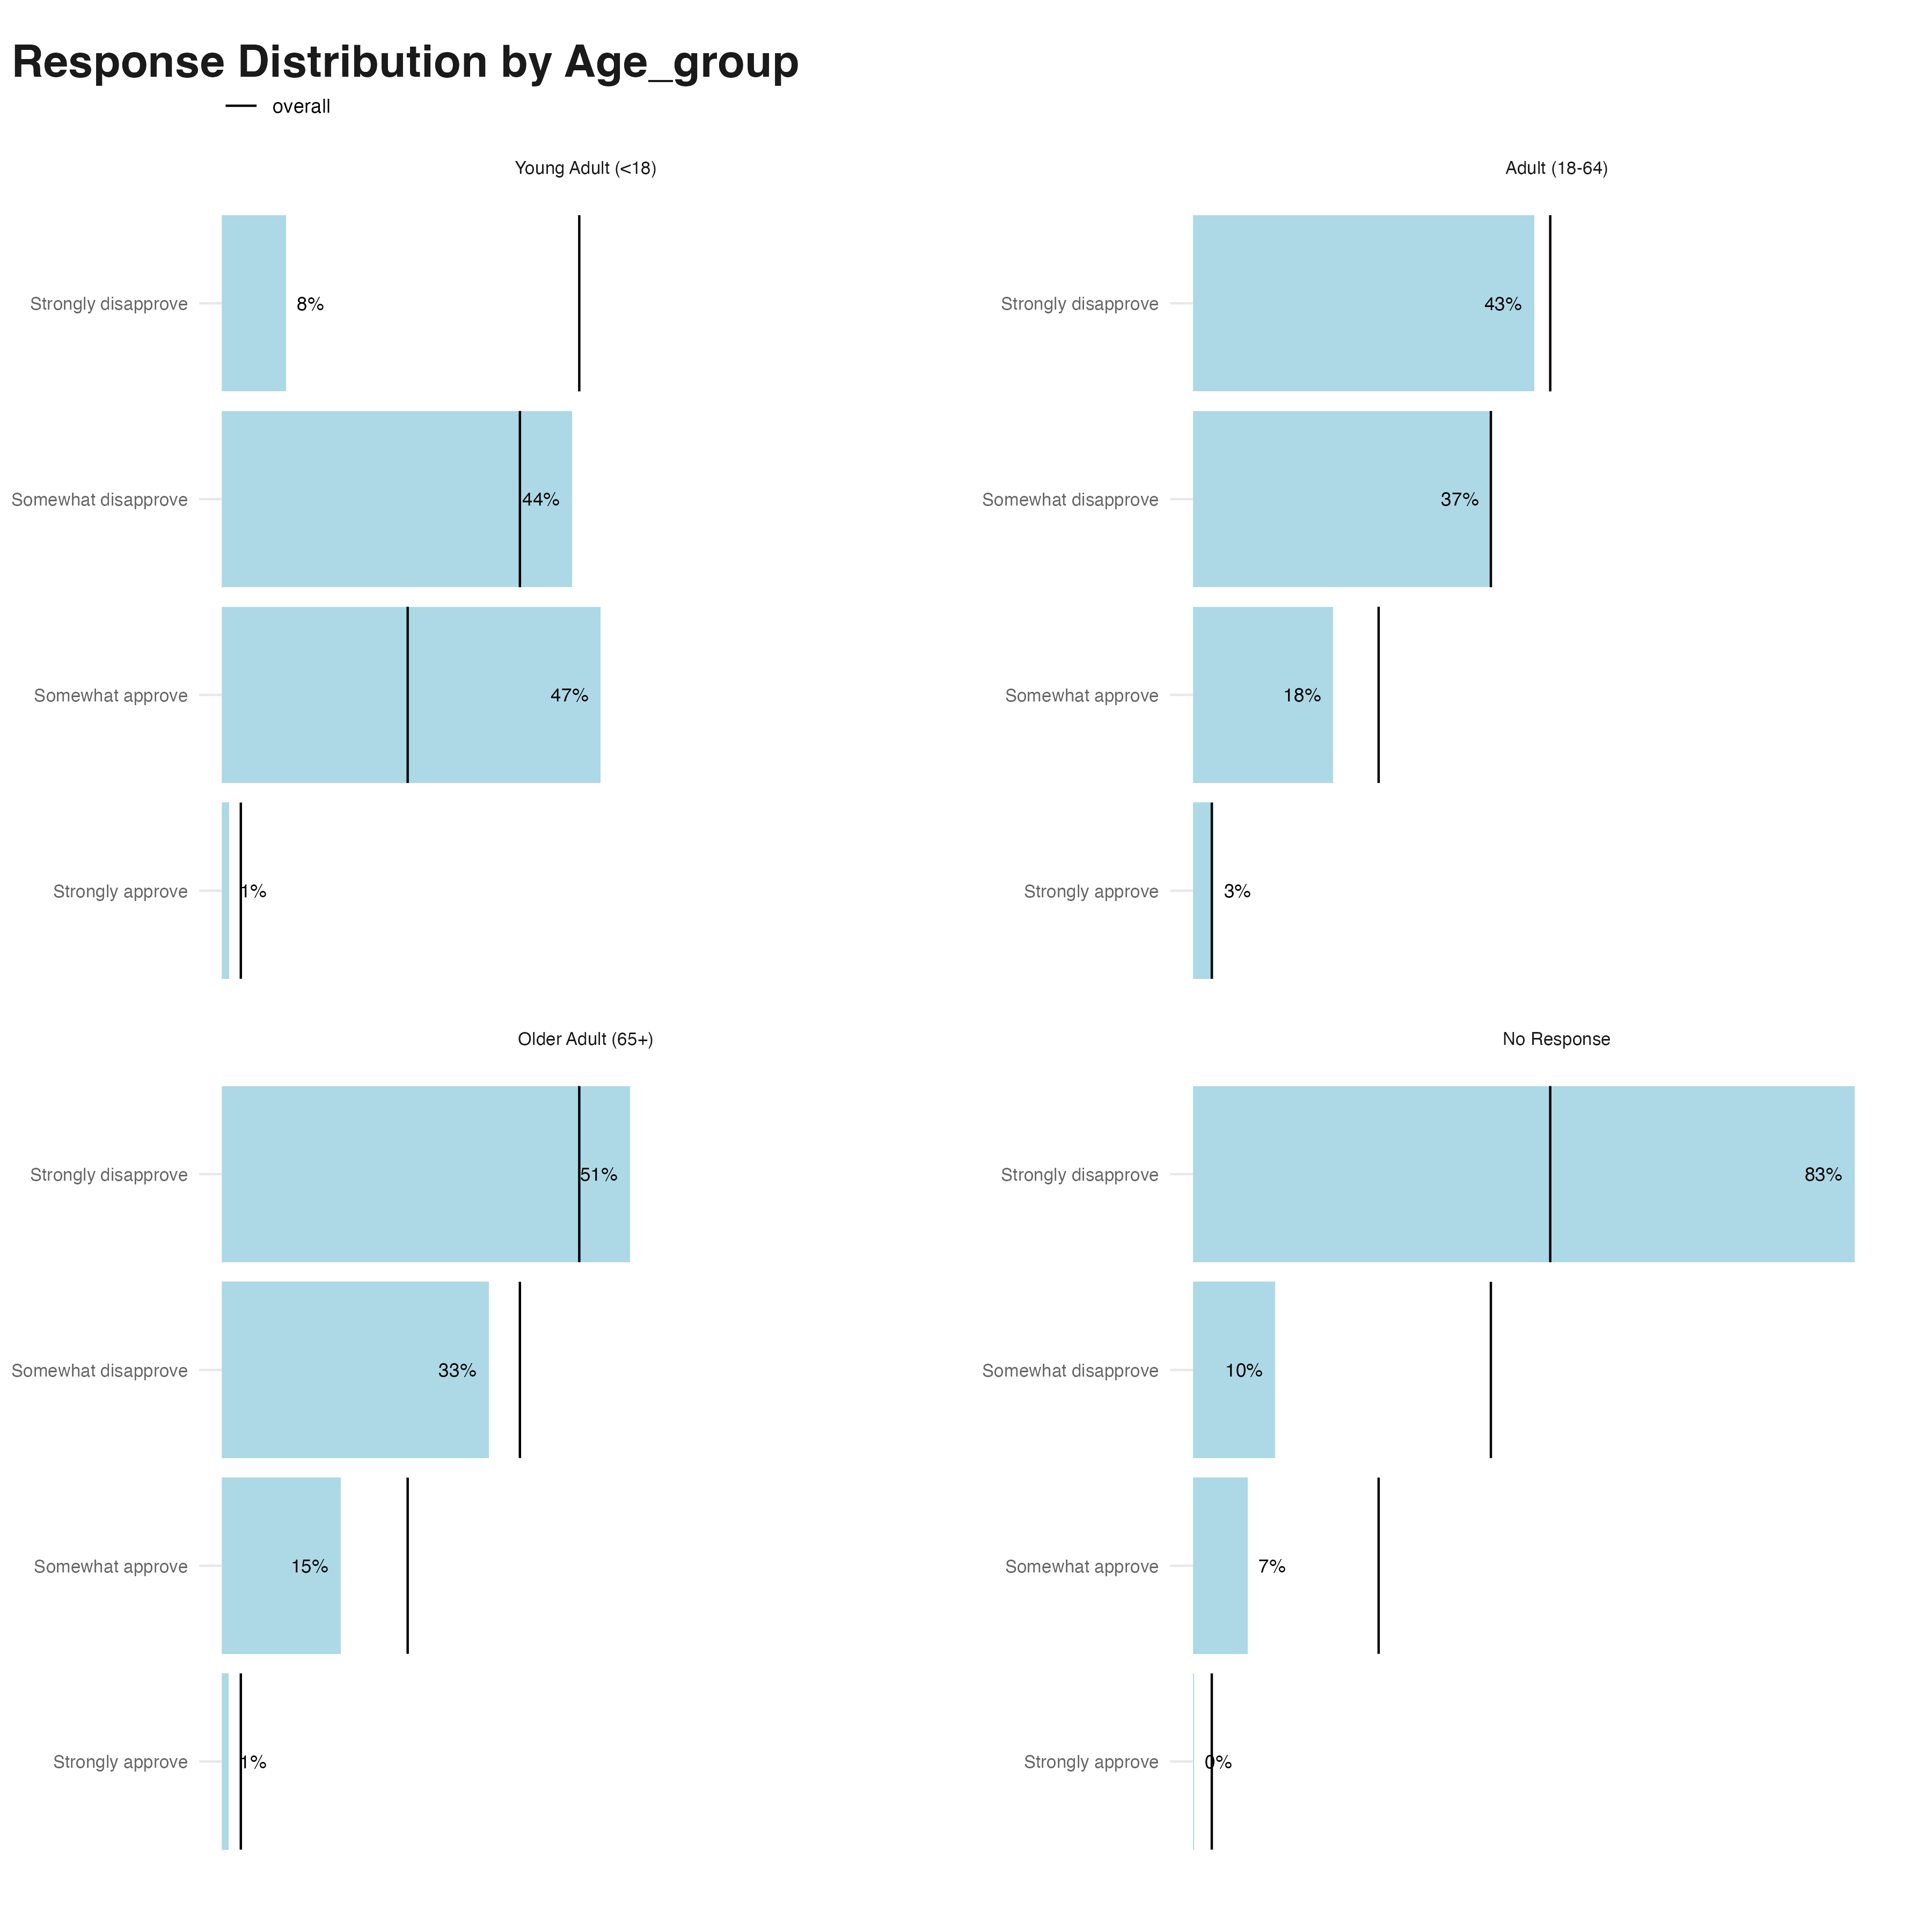 Response Distribution by Age_group
overall
Young Adult (<18)
Strongly disapprove
8%
Somewhat disapprove
44%
Somewhat approve
47%
Strongly approve
1%
Adult (18-64)
Strongly disapprove
43%
Somewhat disapprove
37%
Somewhat approve
18%
Strongly approve
3%
Older Adult (65+)
Strongly disapprove
51%
Somewhat disapprove
33%
Somewhat approve
15%
Strongly approve
1%
No Response
Strongly disapprove
83%
Somewhat disapprove
10%
Somewhat approve
7%
Strongly approve
0%